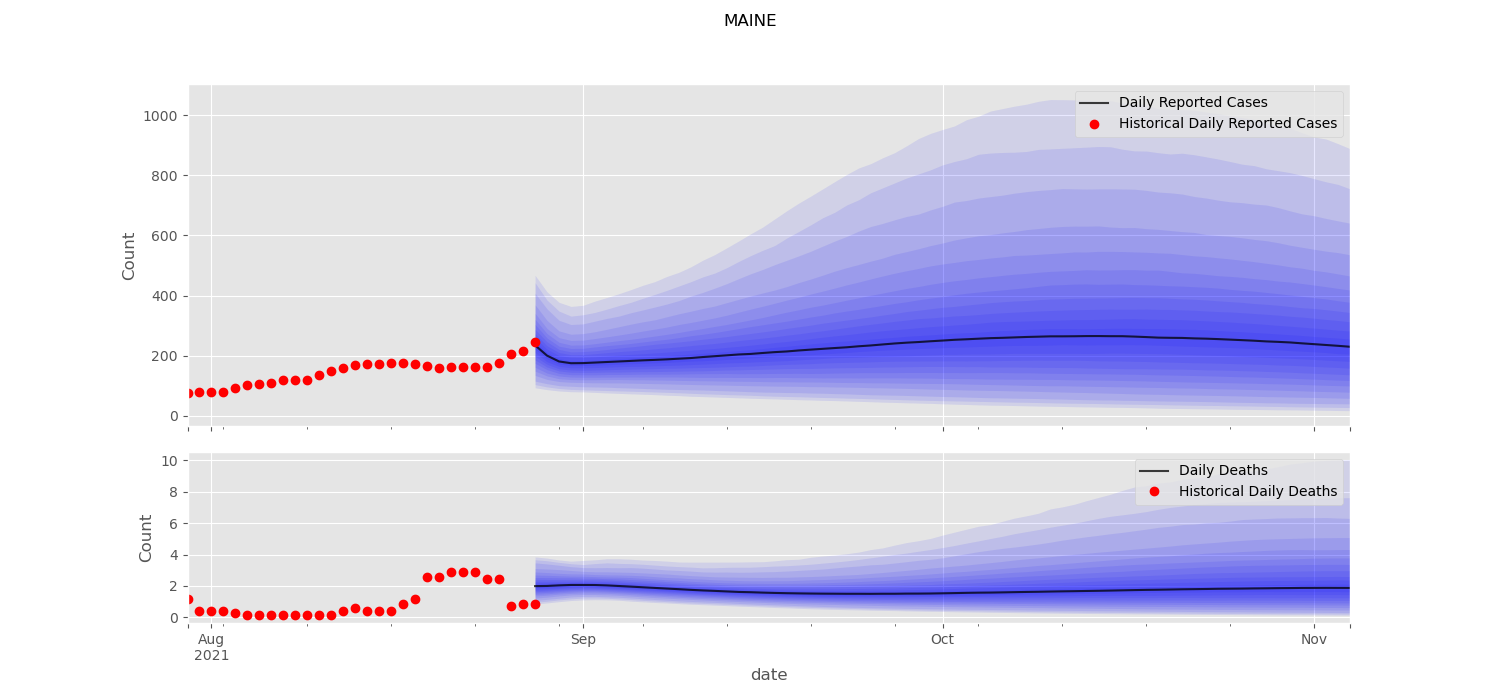 MAINE
1000
800
600
400
200
0
Count
Daily Reported Cases
Historical Daily Reported Cases
10
8
6
4
2
0
Count
Daily Deaths
Historical Daily Deaths
Aug
2021
Sep
Oct
Nov
date